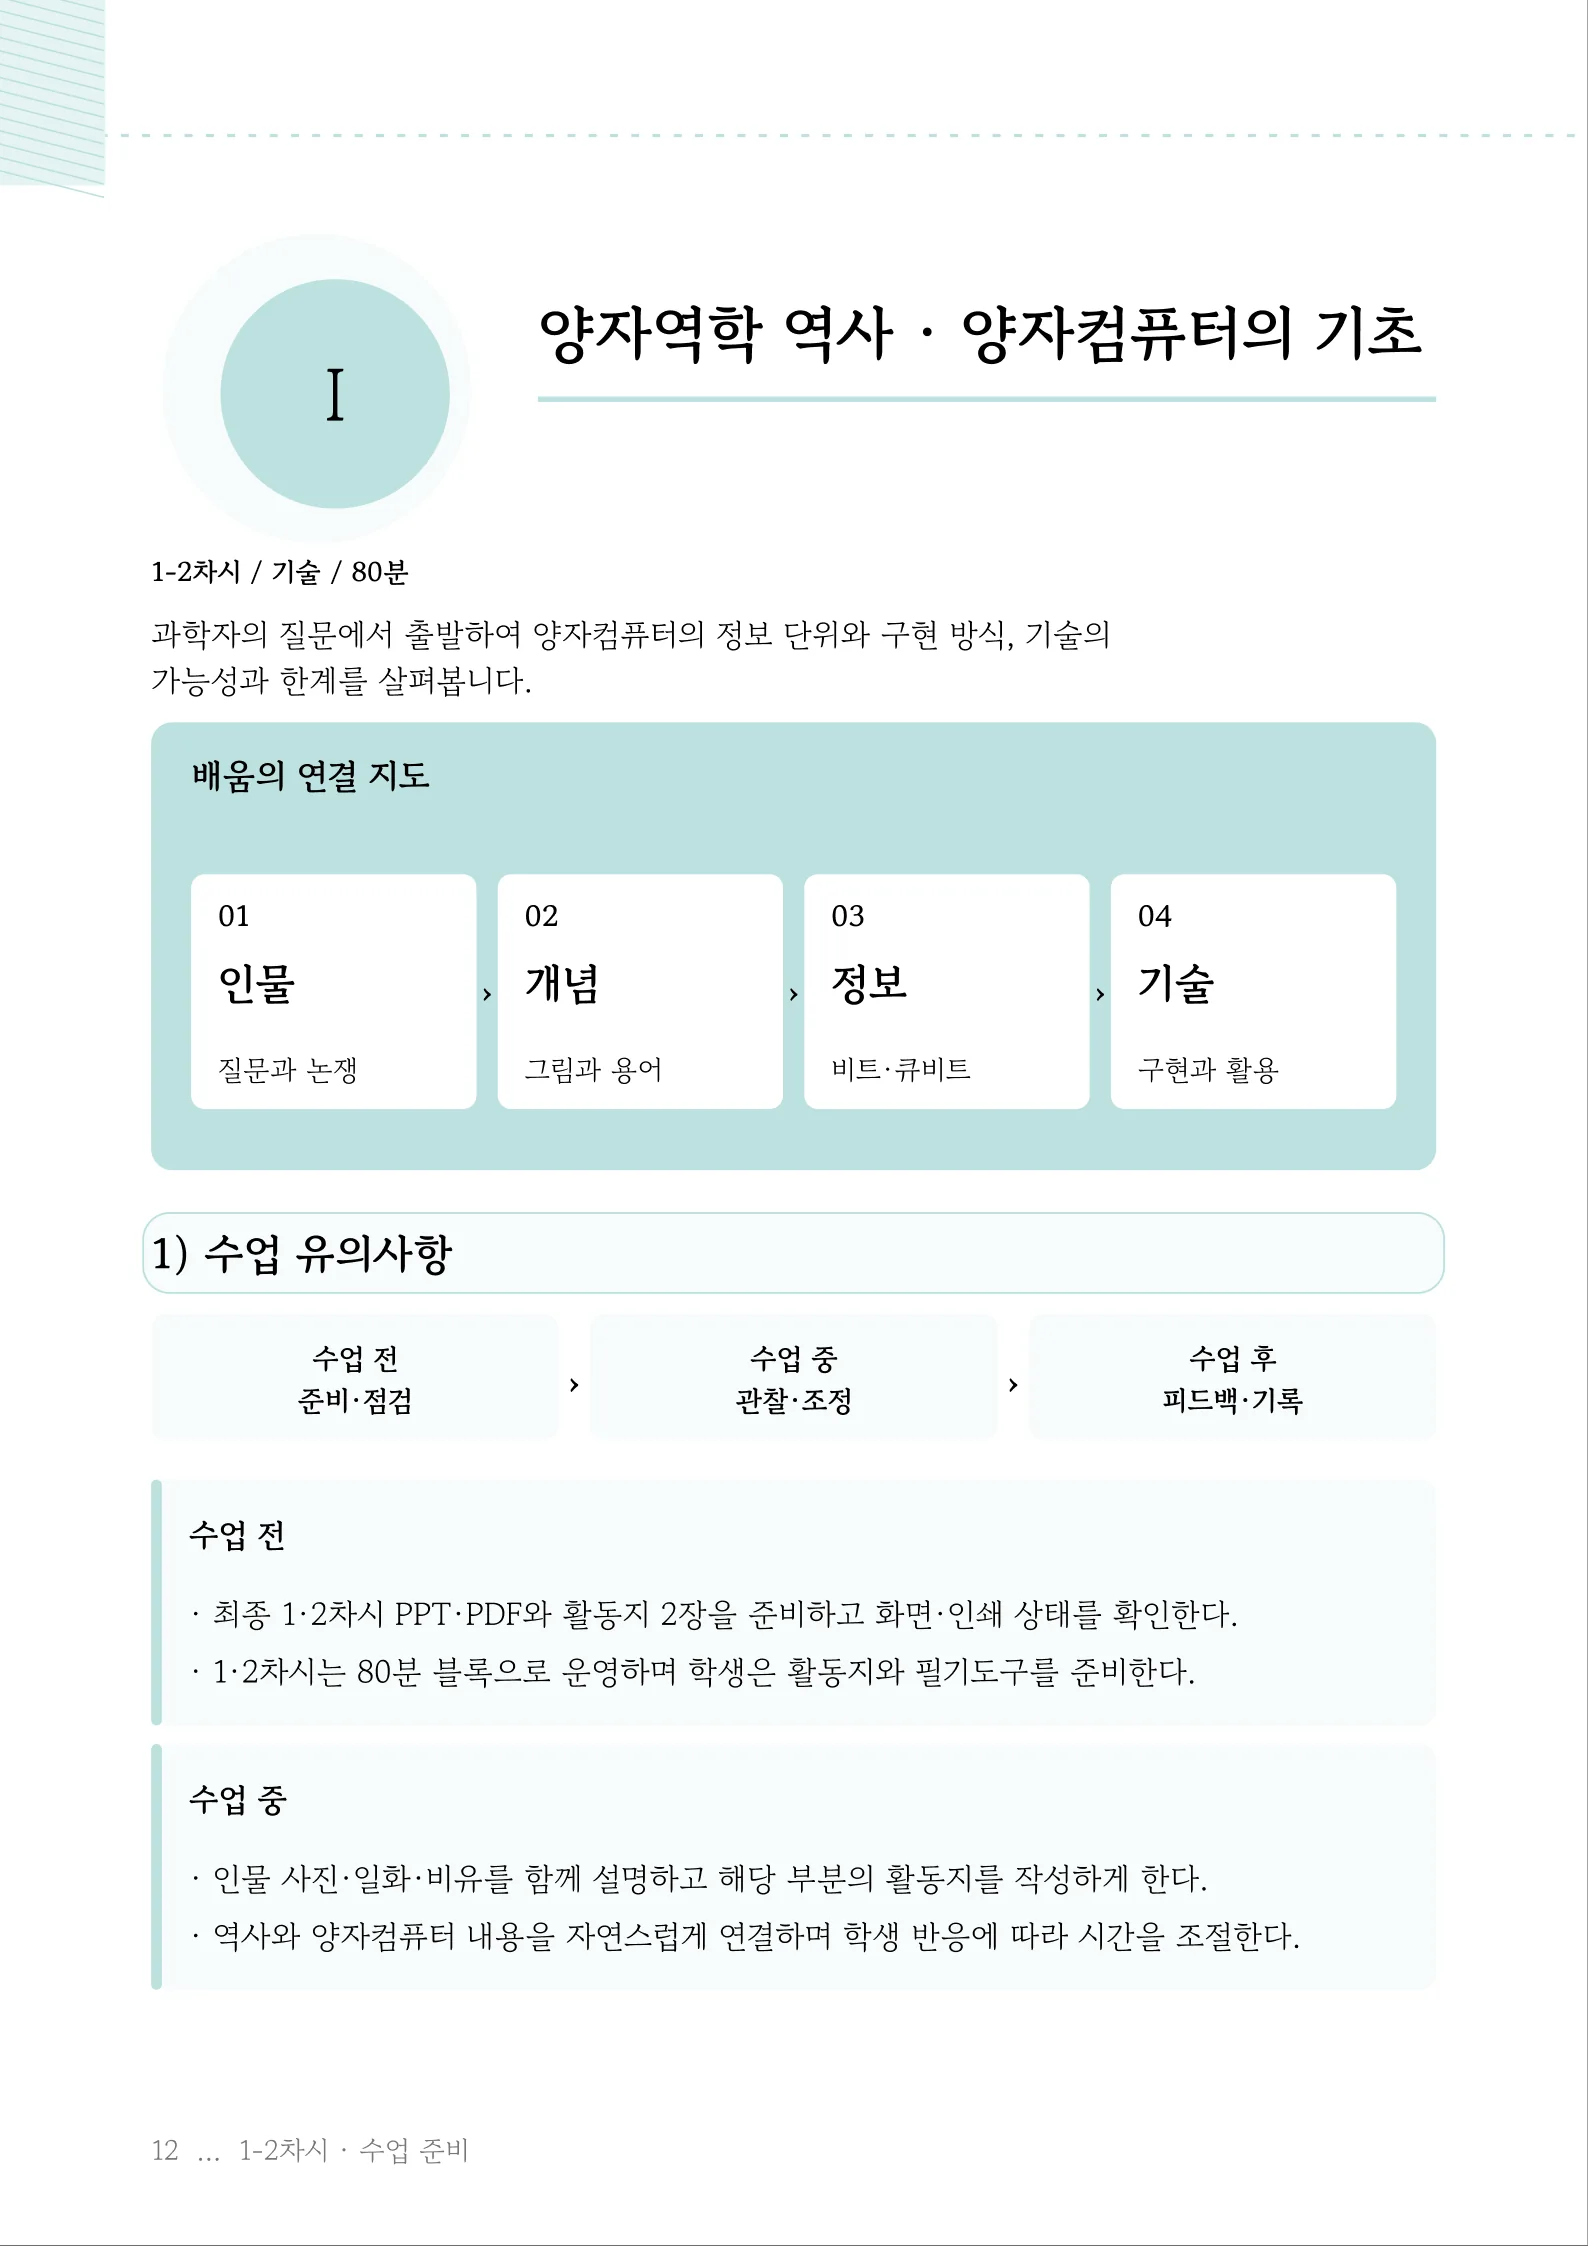 I
양자역학 역사 · 양자컴퓨터의 기초
1-2차시 / 기술 / 80분
과학자의 질문에서 출발하여 양자컴퓨터의 정보 단위와 구현 방식, 기술의
가능성과 한계를 살펴봅니다.
배움의 연결 지도
01
인물
질문과 논쟁
›
02
개념
그림과 용어
›
03
정보
비트·큐비트
›
04
기술
구현과 활용
1) 수업 유의사항
수업 전
준비·점검
›
수업 중
관찰·조정
›
수업 후
피드백·기록
수업 전
· 최종 1·2차시 PPT·PDF와 활동지 2장을 준비하고 화면·인쇄 상태를 확인한다.
· 1·2차시는 80분 블록으로 운영하며 학생은 활동지와 필기도구를 준비한다.
수업 중
· 인물 사진·일화·비유를 함께 설명하고 해당 부분의 활동지를 작성하게 한다.
· 역사와 양자컴퓨터 내용을 자연스럽게 연결하며 학생 반응에 따라 시간을 조절한다.
12 … 1-2차시 · 수업 준비